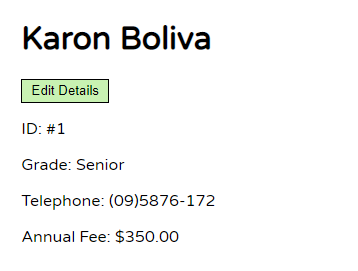 Karon Boliva
Edit Details
ID: #1
Grade: Senior
Telephone: (09)5876-172
Annual Fee: $350.00